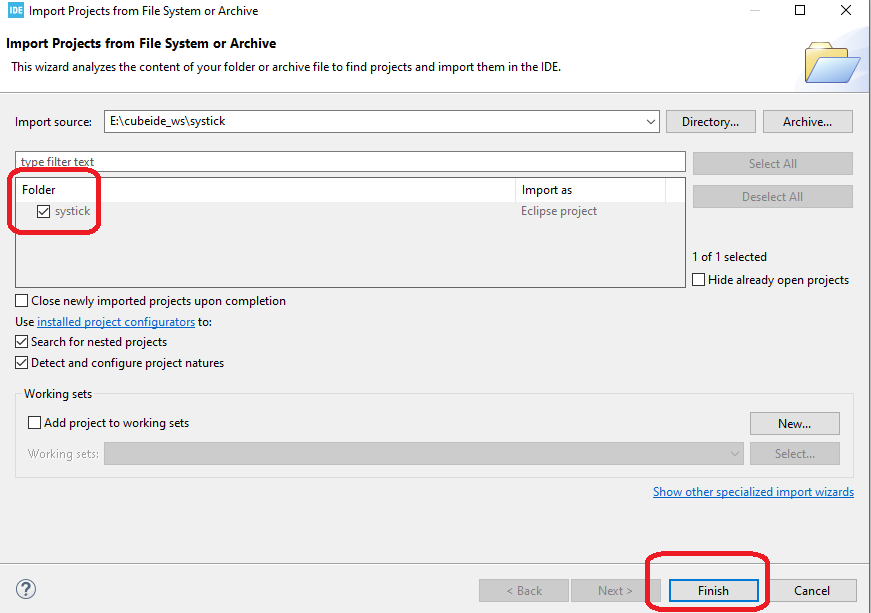 IDE Import Projects from File System or Archive
Import Projects from File System or Archive
This wizard analyzes the content of your folder or archive file to find projects and import them in the IDE.
Import source: E:\cubeide_ws\systick Directory... Archive...
type filter text Select All
Folder Import as Deselect All
systick Eclipse project
1 of 1 selected
Hide already open projects
Close newly imported projects upon completion
Use installed project configurators to:
Search for nested projects
Detect and configure project natures
Working sets
Add project to working sets New...
Working sets: Select...
Show other specialized import wizards
? < Back Next > Finish Cancel